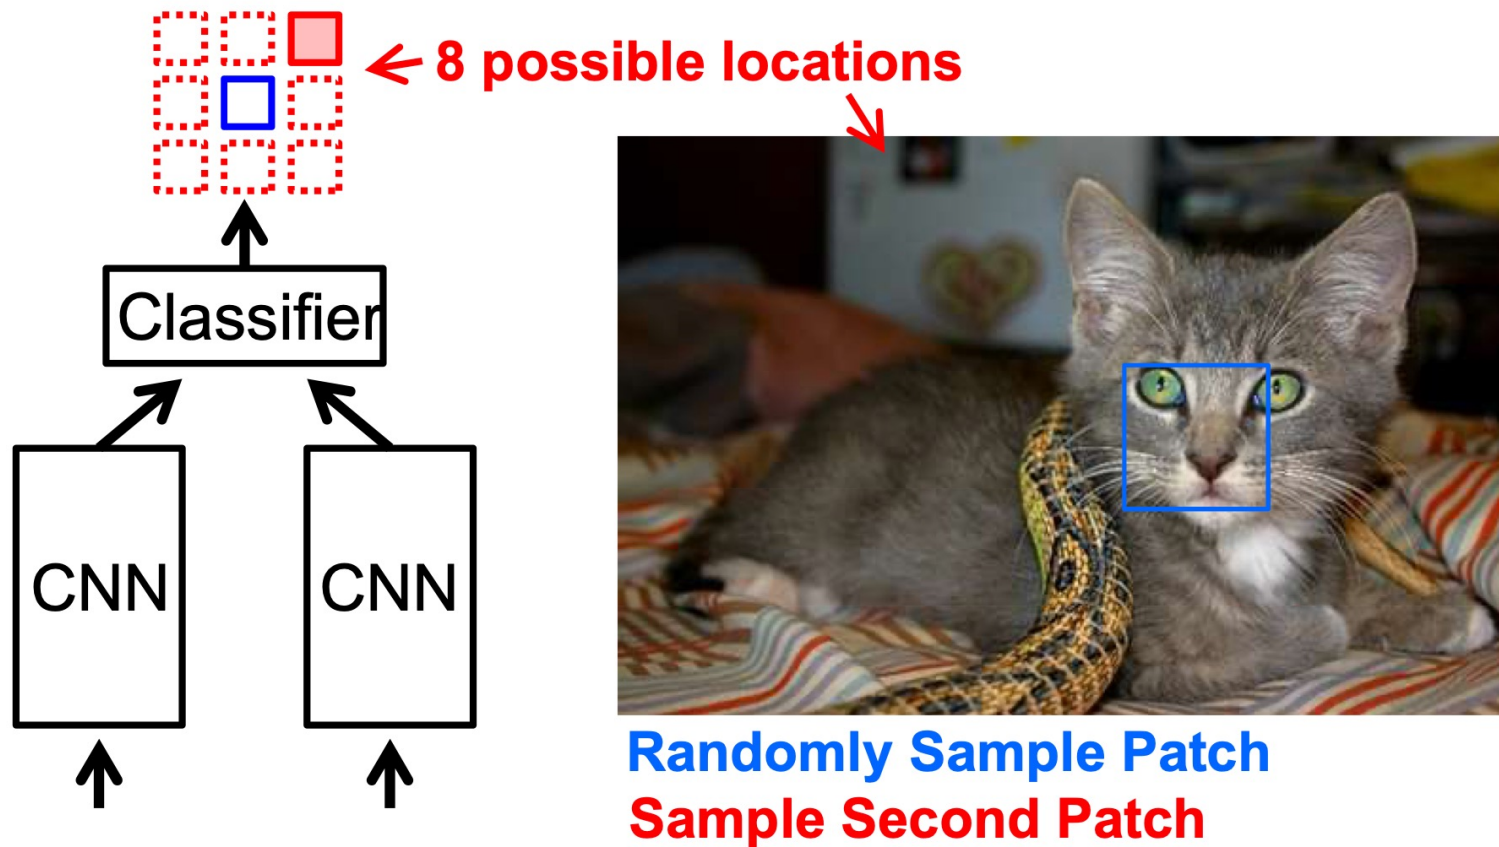 8 possible locations
Classifier
CNN
CNN
Randomly Sample Patch
Sample Second Patch